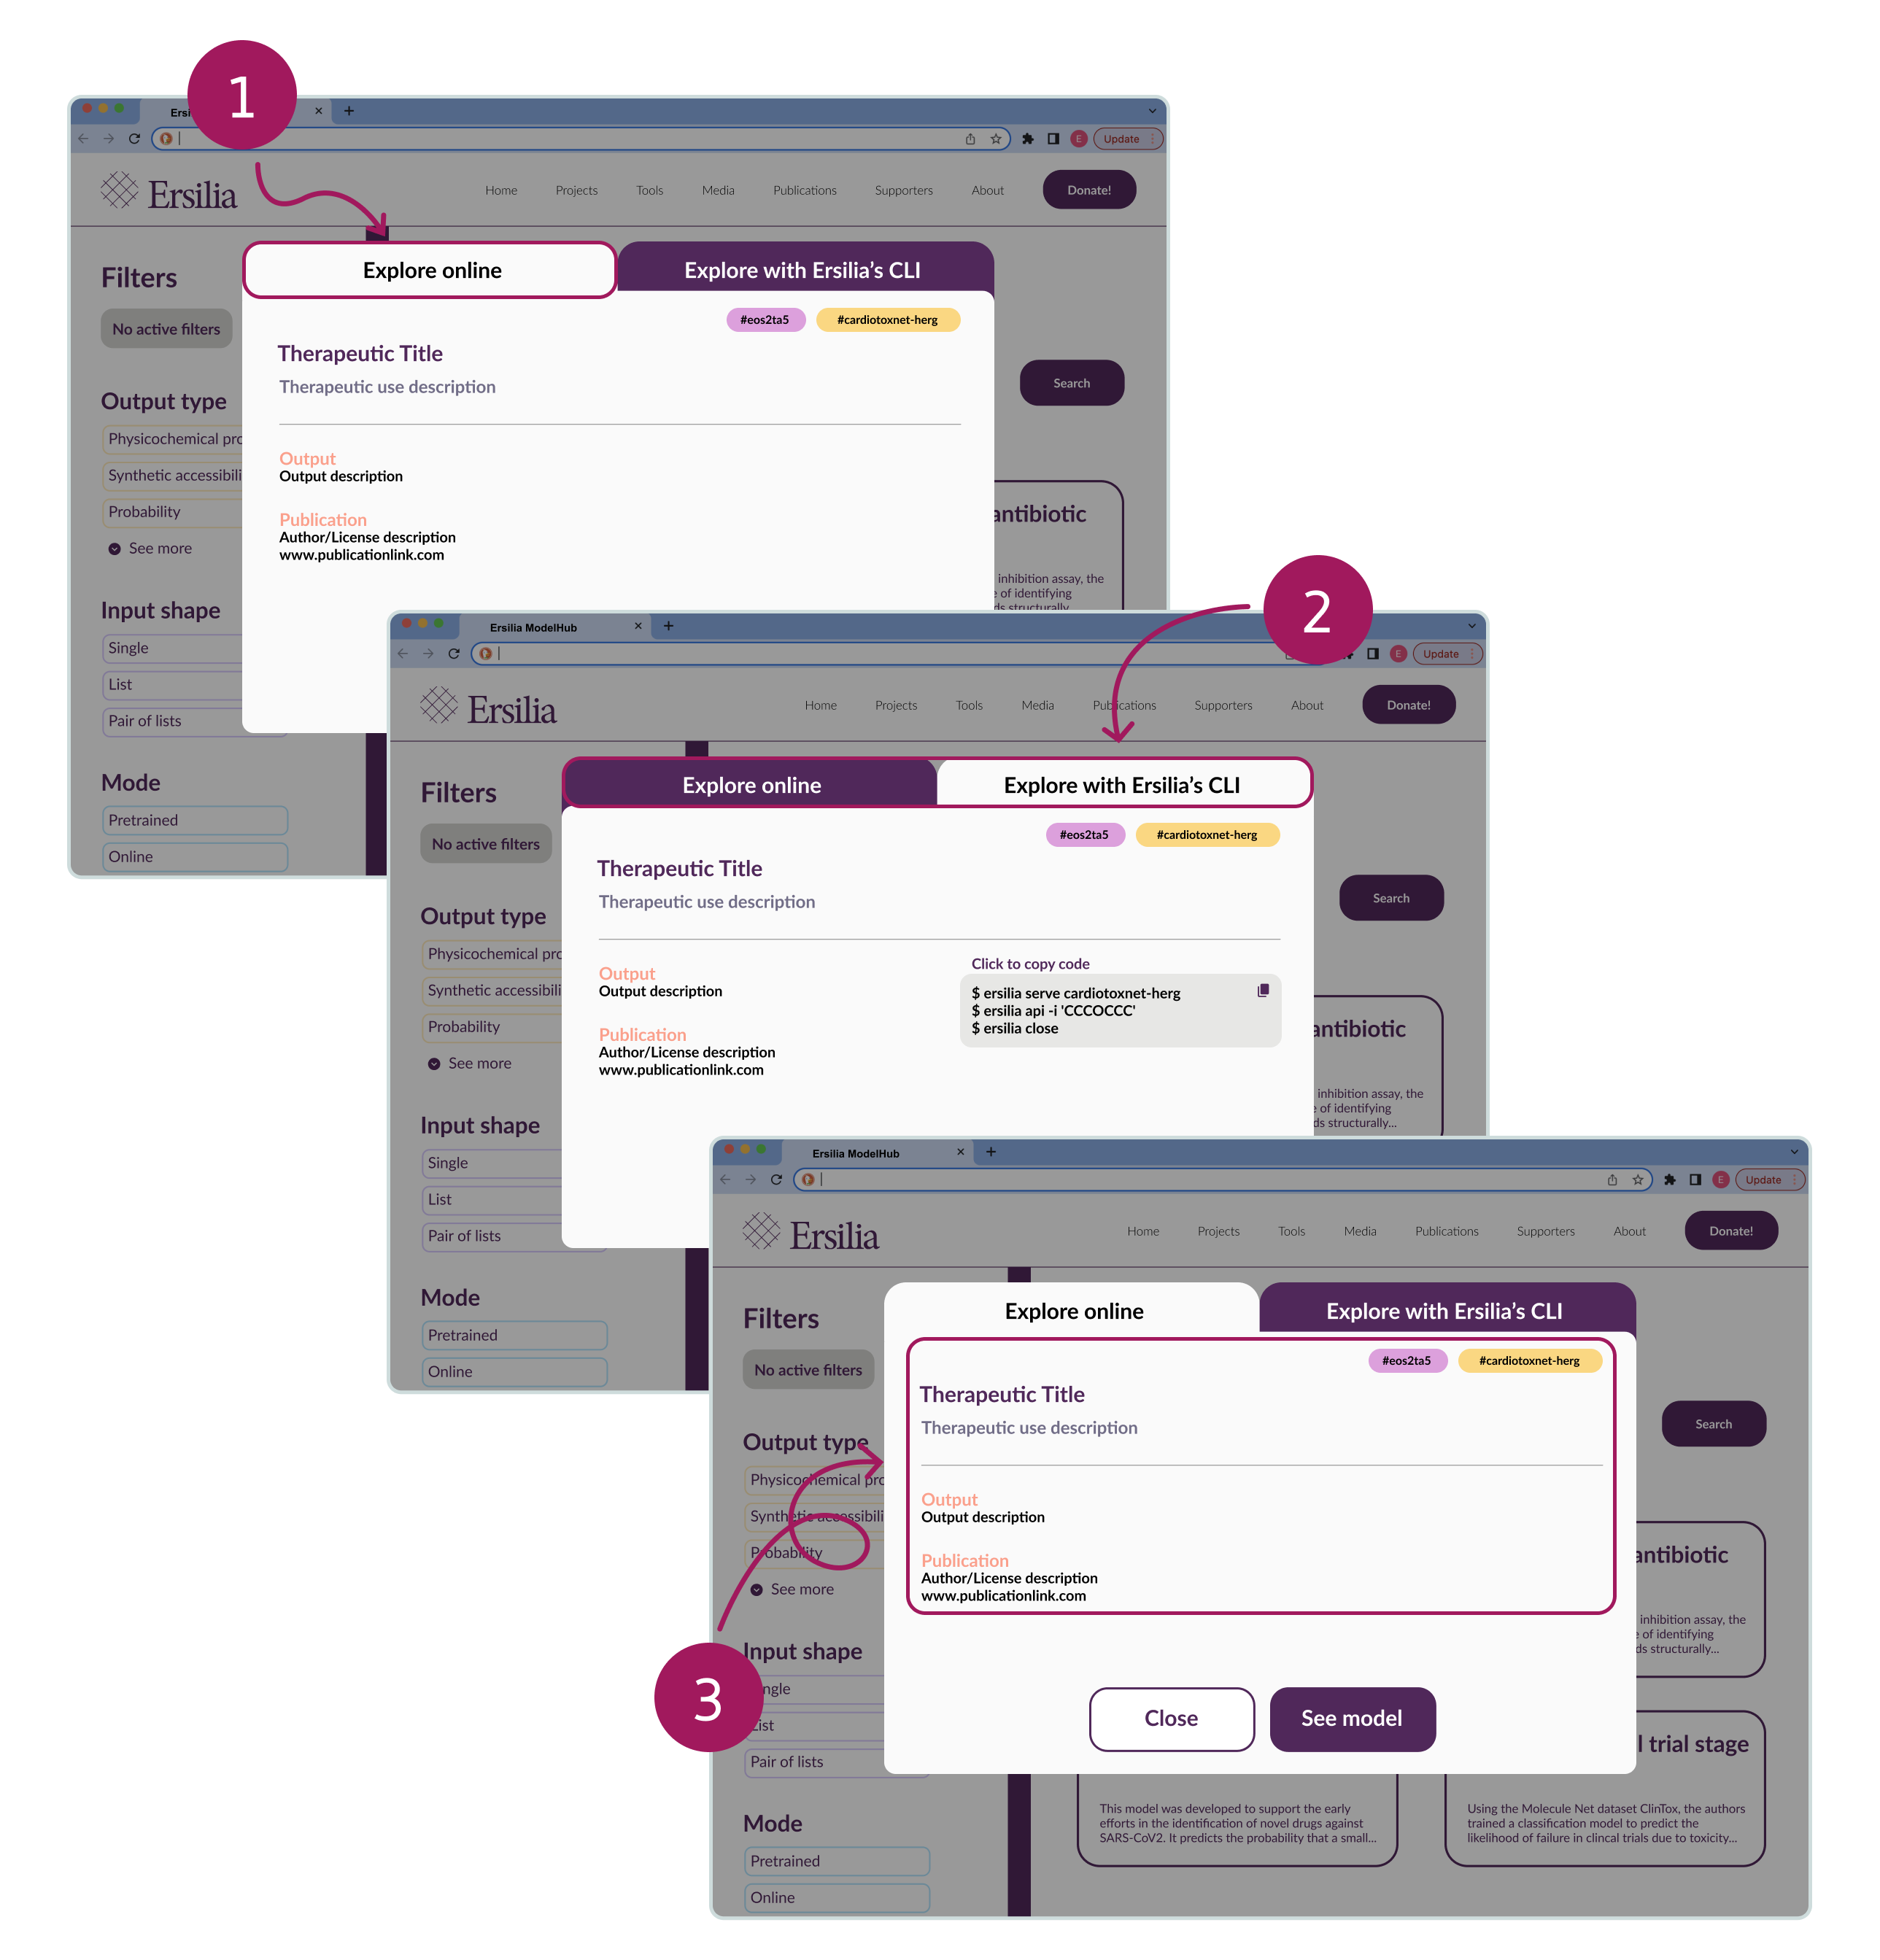 1
Ersilia
Home Projects Tools Media Publications Supporters About Donate!
Update
E
Explore online
Explore with Ersilia's CLI
Filters
No active filters
#eos2ta5 #cardiotoxnet-herg
Therapeutic Title
Therapeutic use description
Search
Output type
Physicochemical
Synthetic
Probability
See more
Output
Output description
Publication
Author/License description
www.publicationlink.com
antibiotic
inhibition assay, the
of identifying
structurally
Input shape
Single
List
Pair of lists
Mode
Pretrained
Online
2
Ersilia ModelHub
E
Update
Ersilia
Home Projects Tools Media Publications Supporters About Donate!
Explore online
Explore with Ersilia's CLI
Filters
No active filters
#eos2ta5 #cardiotoxnet-herg
Therapeutic Title
Therapeutic use description
Search
Output type
Physicochemical
Synthetic
Probability
See more
Output
Output description
Publication
Author/License description
www.publicationlink.com
Click to copy code
$ ersilia serve cardiotoxnet-herg
$ ersilia api -i 'CCCOCCC'
$ ersilia close
antibiotic
inhibition assay, the
of identifying
structurally...
Input shape
Single
List
Pair of lists
Mode
Pretrained
Online
3
Ersilia ModelHub
E
Update
Ersilia
Home Projects Tools Media Publications Supporters About Donate!
Explore online
Explore with Ersilia's CLI
Filters
No active filters
#eos2ta5 #cardiotoxnet-herg
Therapeutic Title
Therapeutic use description
Search
Output type
Physicochemical
Synthetic
Probability
See more
Output
Output description
Publication
Author/License description
www.publicationlink.com
antibiotic
inhibition assay, the
of identifying
structurally...
Input shape
List
Pair of lists
Close
See model
trial stage
This model was developed to support the early
efforts in the identification of novel drugs against
SARS-CoV2. It predicts the probability that a small...
Using the Molecule Net dataset ClinTox, the authors
trained a classification model to predict the
likelihood of failure in clincal trials due to toxicity...
Mode
Pretrained
Online